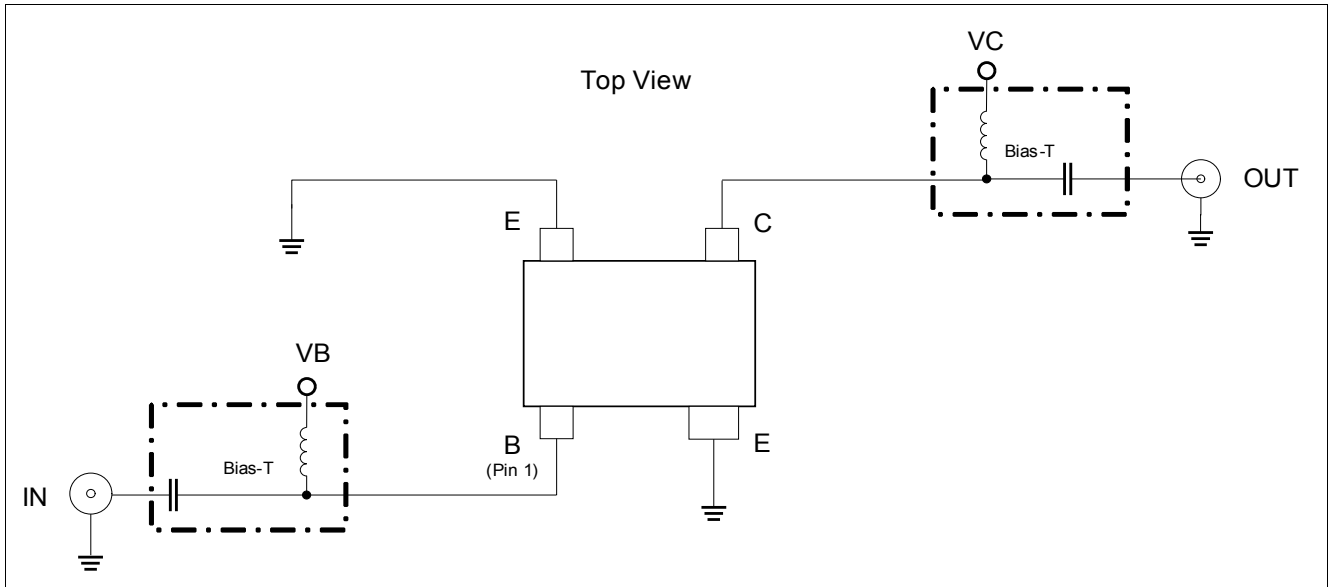 VC
Top View
Bias-T
OUT
E
C
VB
B
E
(Pin 1)
Bias-T
IN